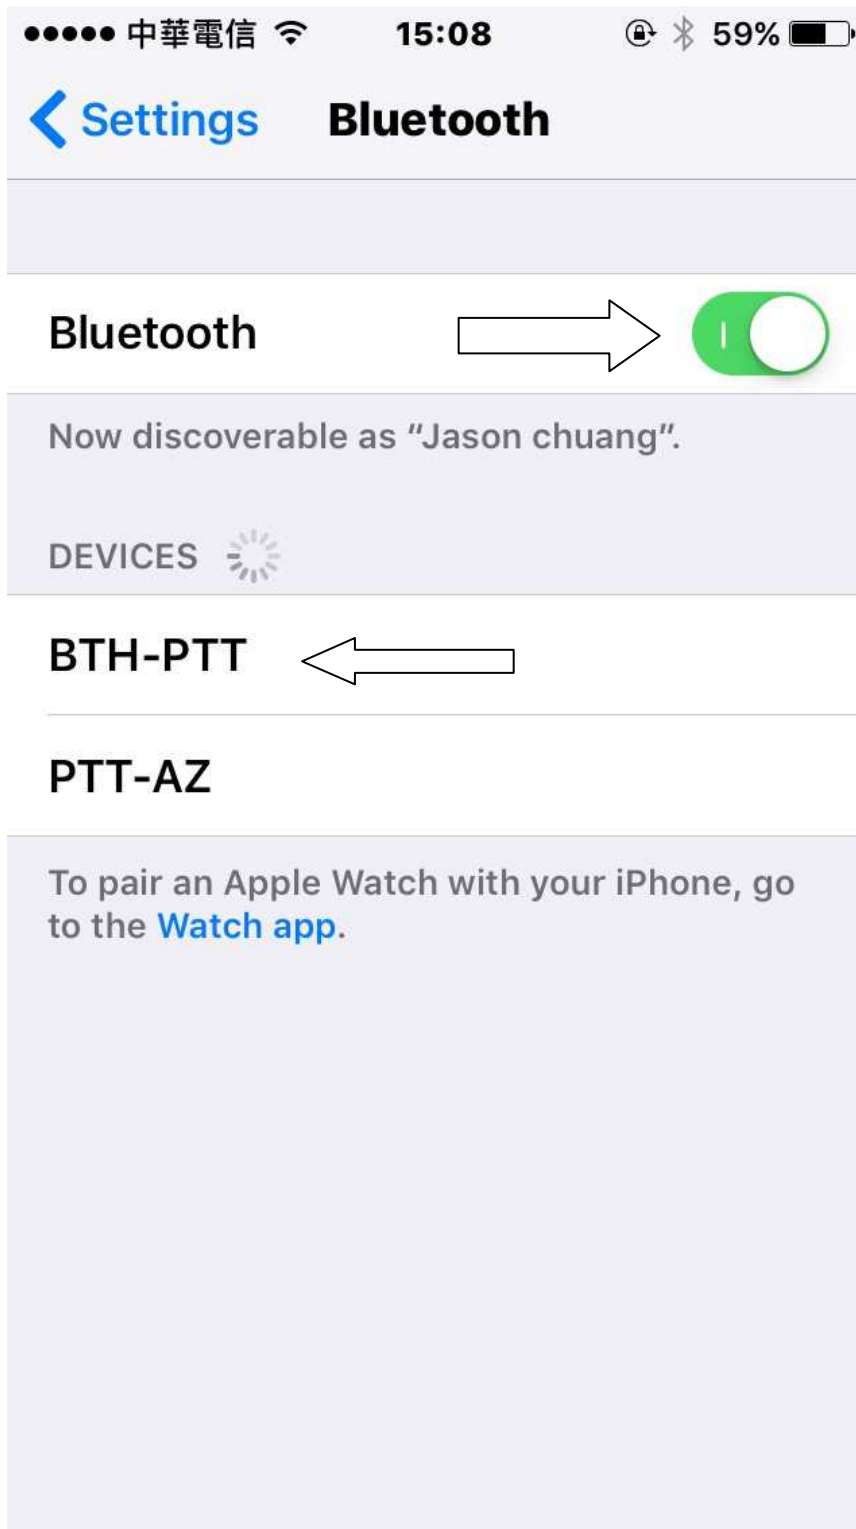 中華電信 15:08 59%
Settings Bluetooth
Bluetooth
Now discoverable as “Jason chuang”.
DEVICES
BTH-PTT
PTT-AZ
To pair an Apple Watch with your iPhone, go
to the Watch app.